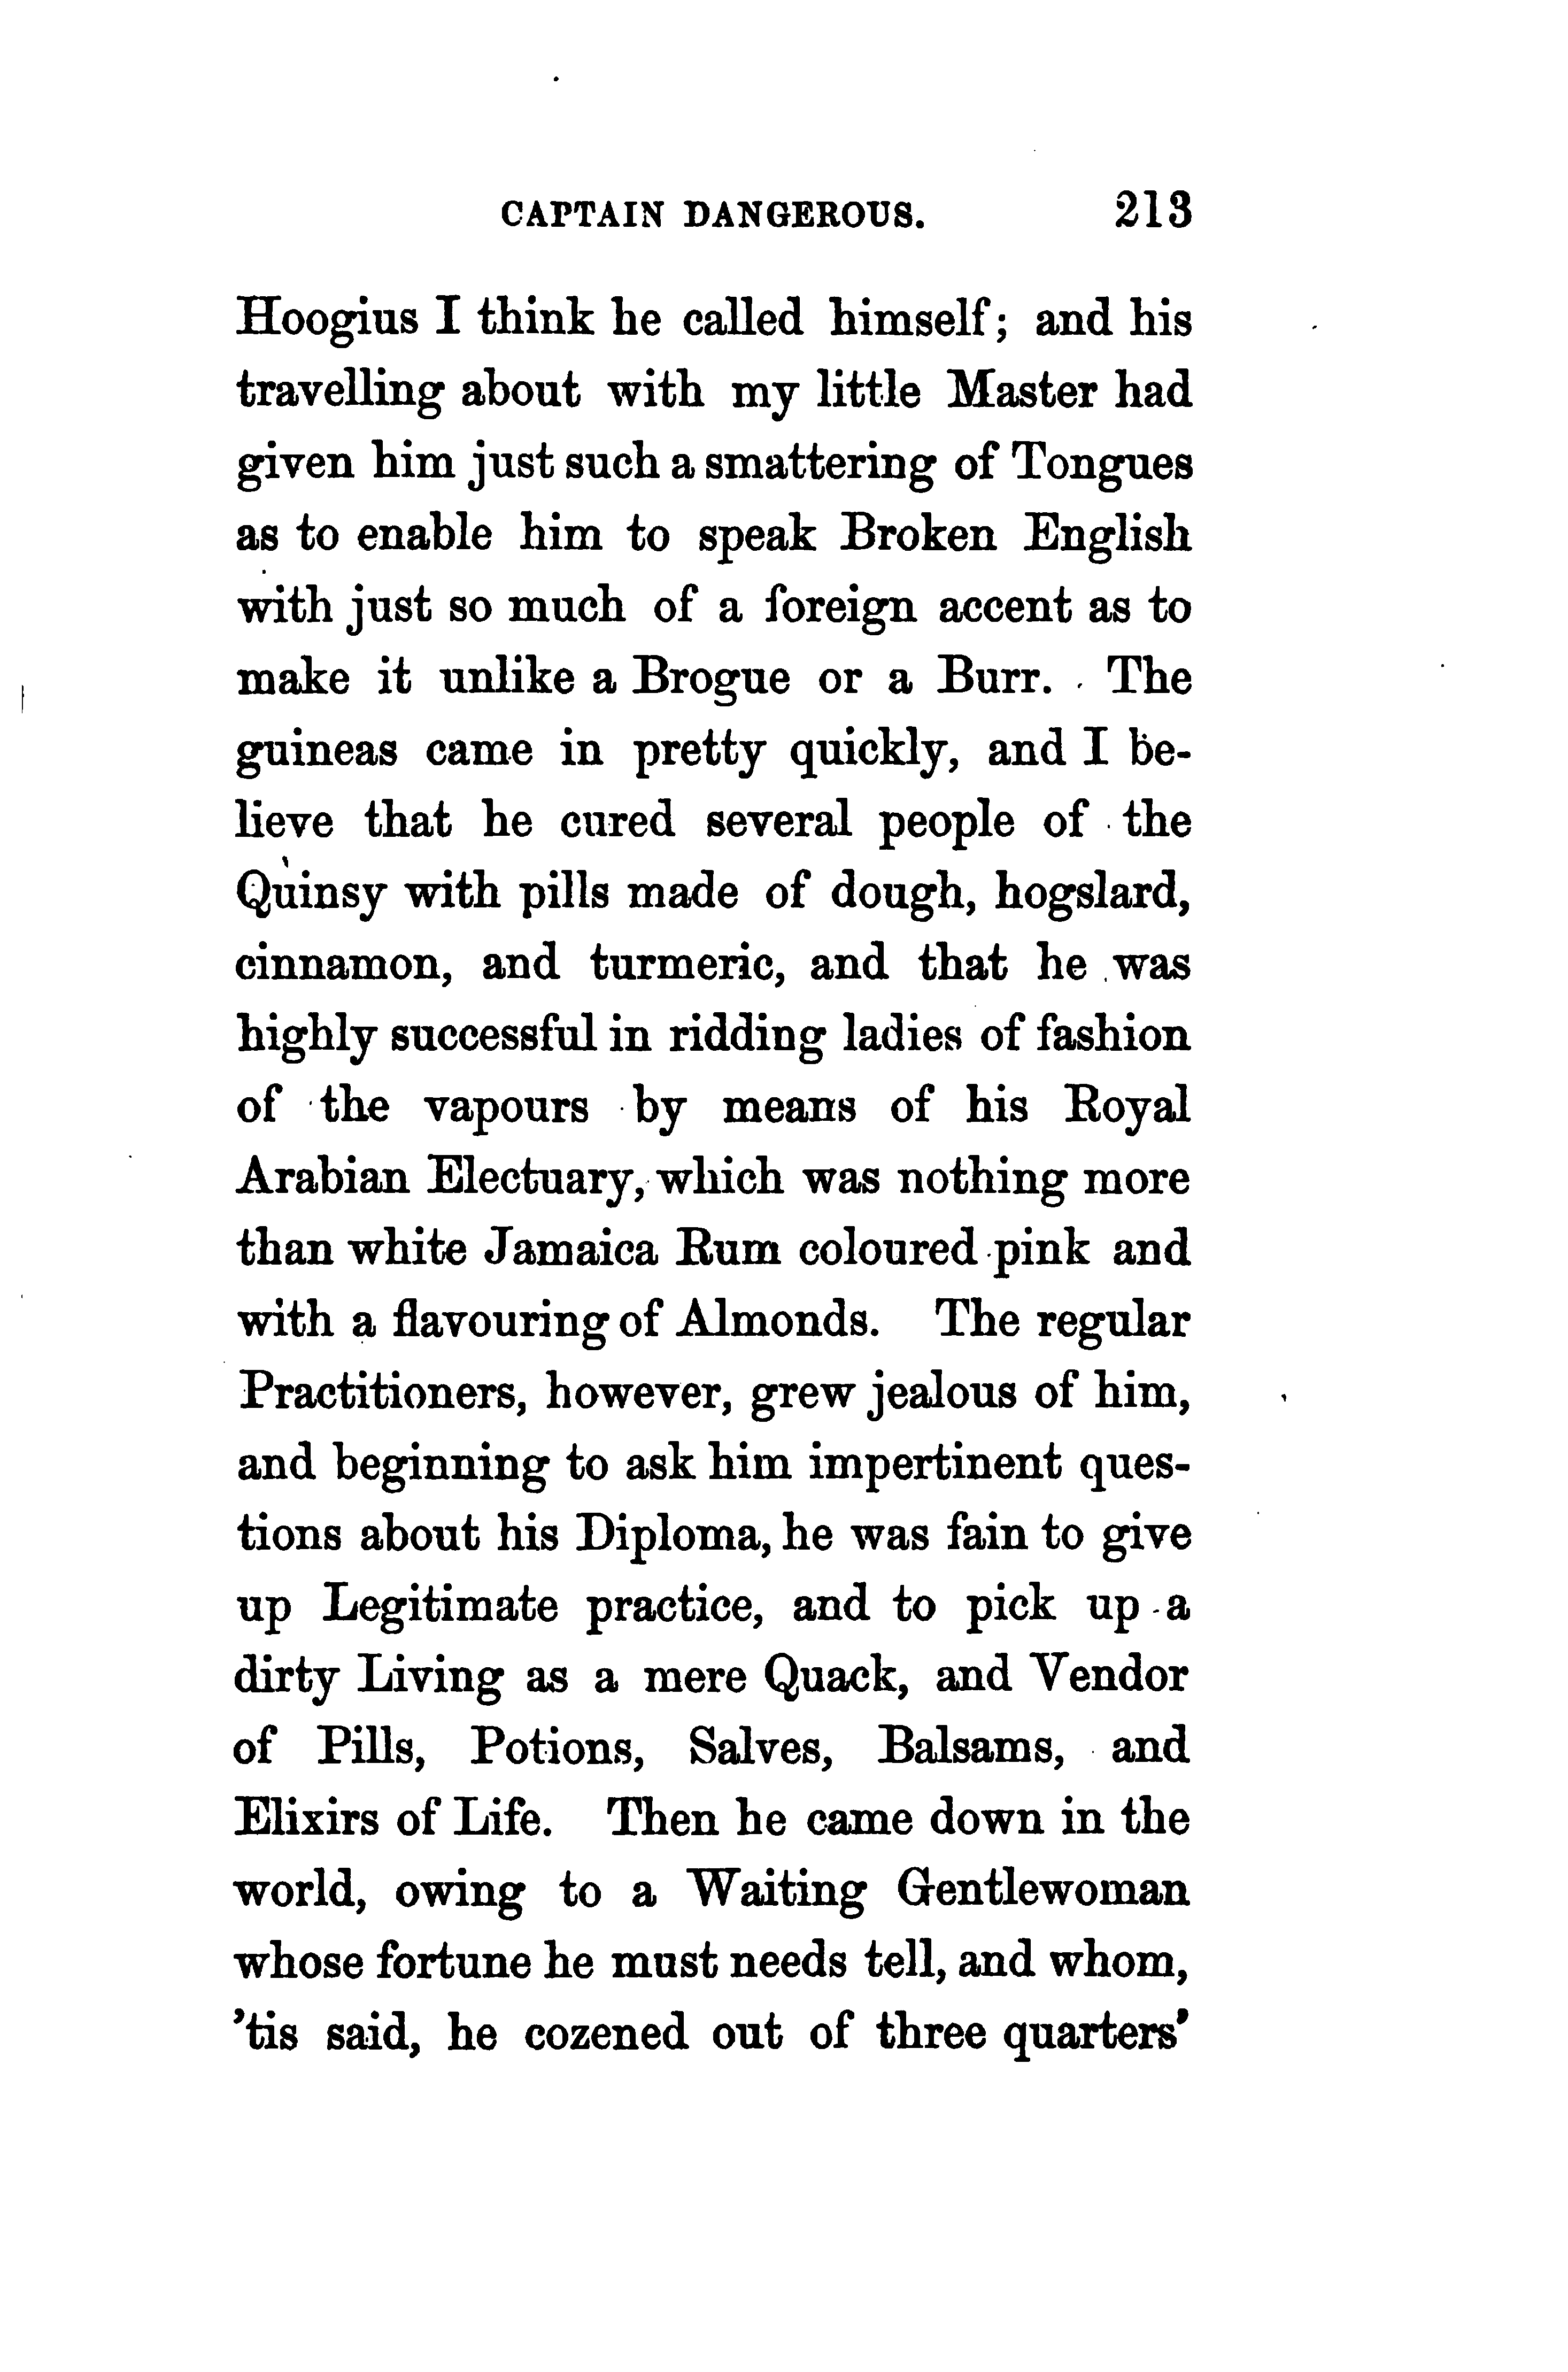 CAPTAIN DANGEROUS. 213
Hoogius I think he called himself; and his
travelling about with my little Master had
given him just such a smattering of Tongues
as to enable him to speak Broken English
with just so much of a foreign accent as to
make it unlike a Brogue or a Burr. The
guineas came in pretty quickly, and I be-
lieve that he cured several people of the
Quinsy with pills made of dough, hogslard,
cinnamon, and turmeric, and that he was
highly successful in ridding ladies of fashion
of the vapours by means of his Royal
Arabian Electuary, which was nothing more
than white Jamaica Rum coloured pink and
with a flavouring of Almonds. The regular
Practitioners, however, grew jealous of him,
and beginning to ask him impertinent ques-
tions about his Diploma, he was fain to give
up Legitimate practice, and to pick up a
dirty Living as a mere Quack, and Vendor
of Pills, Potions, Salves, Balsams, and
Elixirs of Life. Then he came down in the
world, owing to a Waiting Gentlewoman
whose fortune he must needs tell, and whom,
'tis said, he cozened out of three quarters'